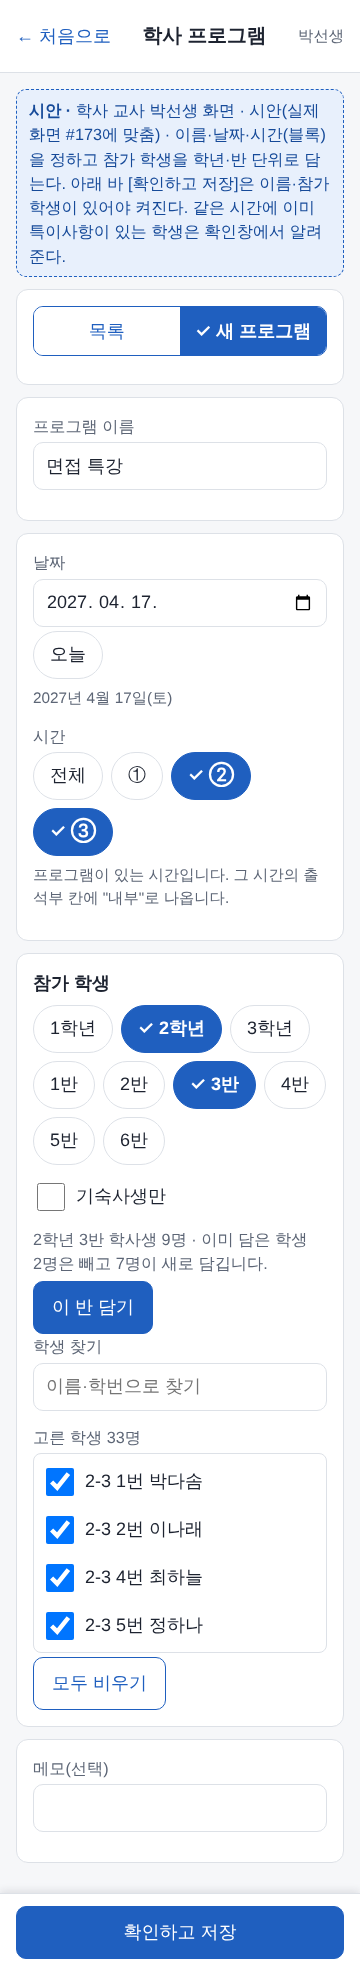 ← 처음으로 학사 프로그램 박선생
시안 · 학사 교사 박선생 화면 · 시안(실제
화면 #173에 맞춤) · 이름·날짜·시간(블록)
을 정하고 참가 학생을 학년·반 단위로 담
는다. 아래 바 [확인하고 저장]은 이름·참가
학생이 있어야 켜진다. 같은 시간에 이미
특이사항이 있는 학생은 확인창에서 알려
준다.
목록 ✓ 새 프로그램
프로그램 이름
면접 특강
날짜
2027. 04. 17.
오늘
2027년 4월 17일(토)
시간
전체 ① ✓ ②
✓ ③
프로그램이 있는 시간입니다. 그 시간의 출
석부 칸에 "내부"로 나옵니다.
참가 학생
1학년 ✓ 2학년 3학년
1반 2반 ✓ 3반 4반
5반 6반
기숙사생만
2학년 3반 학사생 9명 · 이미 담은 학생
2명은 빼고 7명이 새로 담깁니다.
이 반 담기
학생 찾기
이름·학번으로 찾기
고른 학생 33명
2-3 1번 박다솜
2-3 2번 이나래
2-3 4번 최하늘
2-3 5번 정하나
모두 비우기
메모(선택)
확인하고 저장